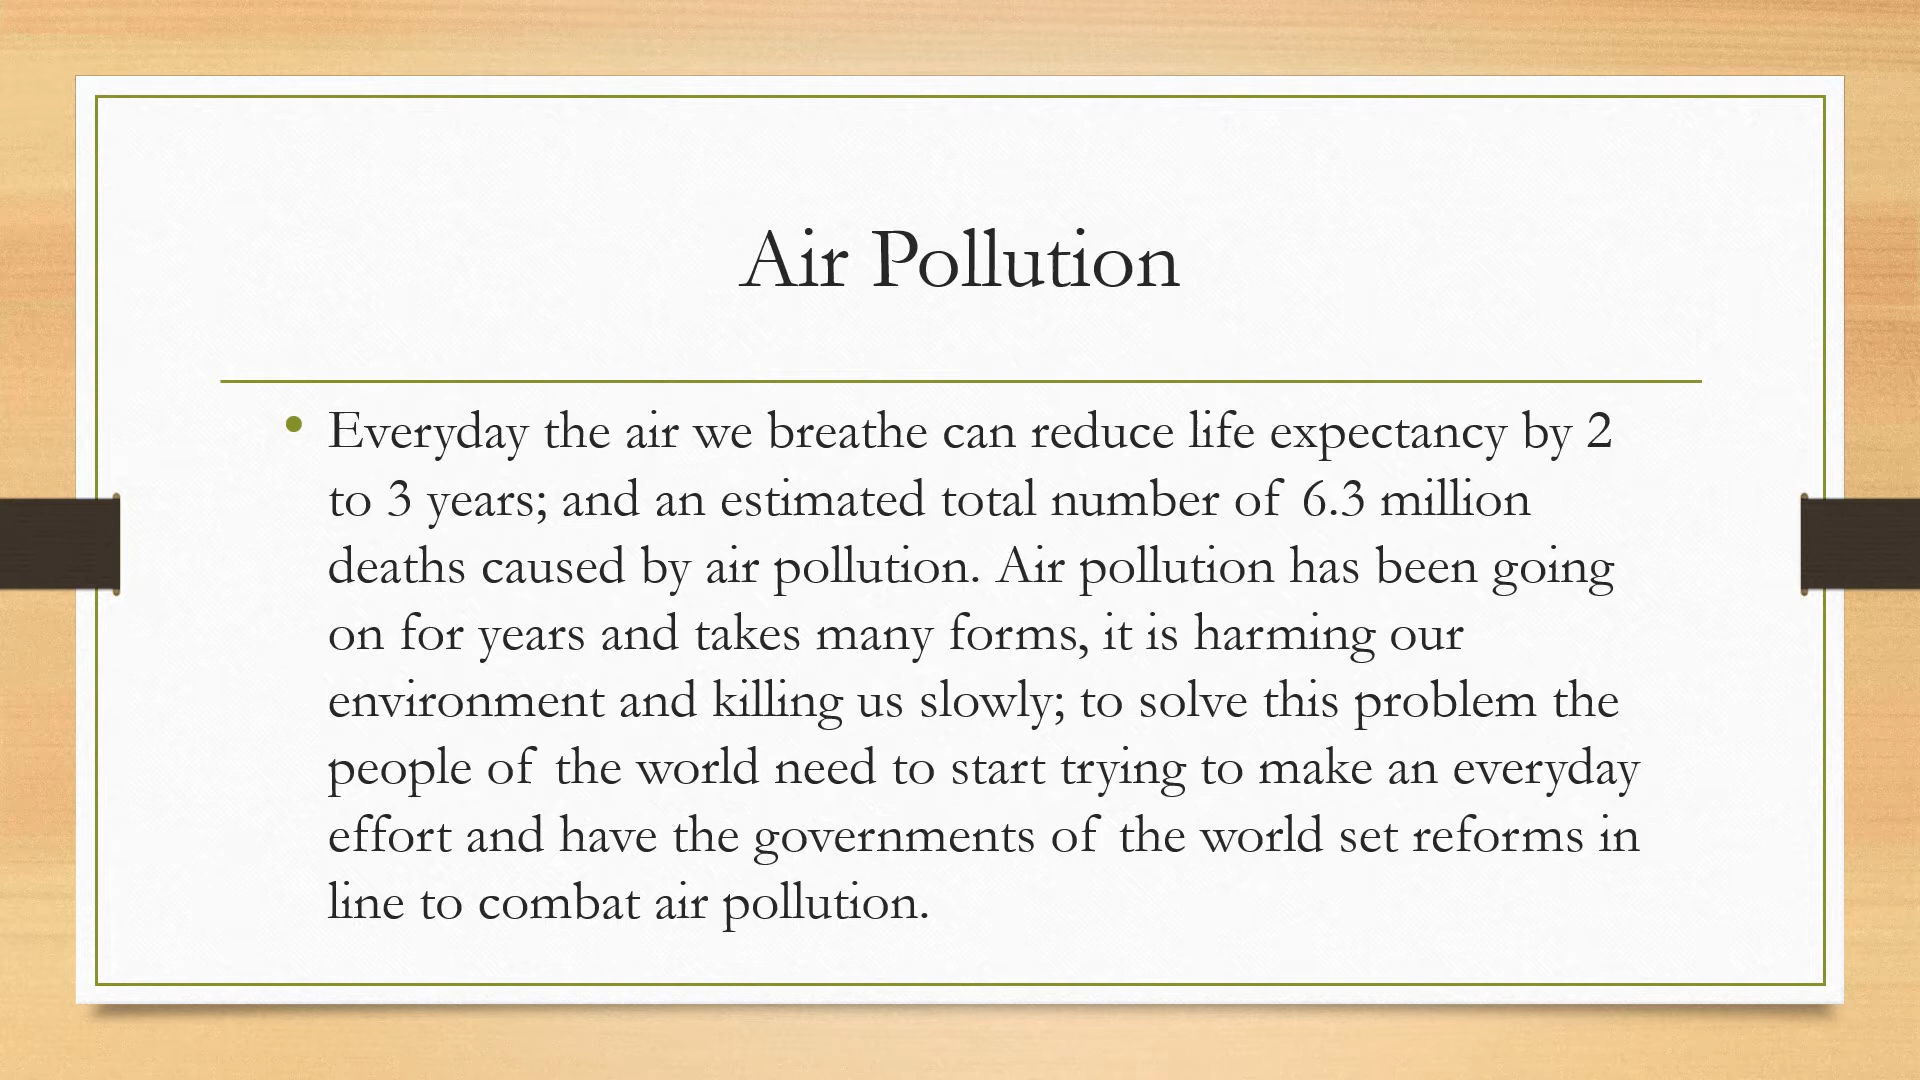 Air Pollution
• Everyday the air we breathe can reduce life expectancy by 2
to 3 years; and an estimated total number of 6.3 million
deaths caused by air pollution. Air pollution has been going
on for years and takes many forms, it is harming our
environment and killing us slowly; to solve this problem the
people of the world need to start trying to make an everyday
effort and have the governments of the world set reforms in
line to combat air pollution.